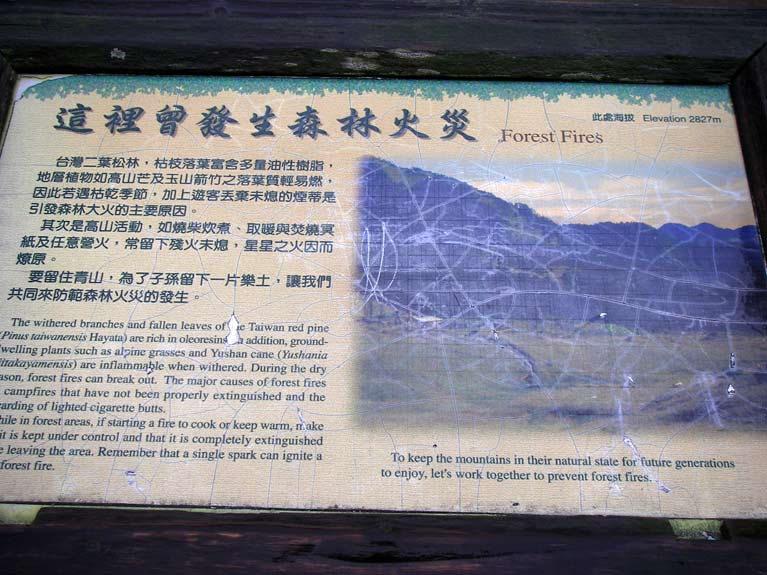 這裡曾發生森林火災
Forest Fires
此處海拔 Elevation 2827m
台灣二葉松林，枯枝落葉富含多量油性樹脂，
地層植物如高山芒及玉山箭竹之落葉質輕易燃，
因此若遇枯乾季節，加上遊客丟棄未熄的煙蒂是
引發森林大火的主要原因。
其次是高山活動，如燒柴炊煮、取暖與焚燒冥
紙及任意營火，常留下殘火未熄，星星之火因而
燎原。
要留住青山，為了子孫留下一片樂土，讓我們
共同來防範森林火災的發生。
The withered branches and fallen leaves of the Taiwan red pine
(Pinus taiwanensis Hayata) are rich in oleoresins. addition, ground-
welling plants such as alpine grasses and Yushan cane (Yushania
iitakayamensis) are inflammable when withered. During the dry
ason, forest fires can break out. The major causes of forest fires
campfires that have not been properly extinguished and the
arding of lighted cigarette butts.
hile in forest areas, if starting a fire to cook or keep warm, make
it is kept under control and that it is completely extinguished
e leaving the area. Remember that a single spark can ignite a
forest fire.
To keep the mountains in their natural state for future generations
to enjoy, let's work together to prevent forest fires.